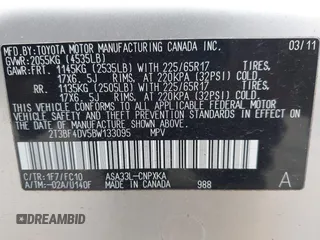 MFD.BY:TOYOTA MOTOR MANUFACTURING CANADA INC. 03/11
GVWR:2055KG (4535LB)
GAWR:FRT. 1145KG(2535LB)WITH 225/65R17 TIRES,
17X6.5J RIMS, AT 220KPA (32PSI) COLD
RR. 1135KG (2505LB)WITH 225/65R17 TIRES,
17X6.5J RIMS, AT 220KPA (32PSI) COLD
THIS VEHICLE CONFORMS TO ALL APPLICABLE FEDERAL MOTOR
VEHICLE SAFETY AND THEFT PREVENTION STANDARDS
IN EFFECT ON THE DATE OF MANUFACTURE SHOWN ABOVE.
2T3BF4DV5BW133095 MPV
C/TR:1F7/FC10 ASA33L-CNPXKA
A/TM:-02A/U140F 988
MADE IN CANADA
A